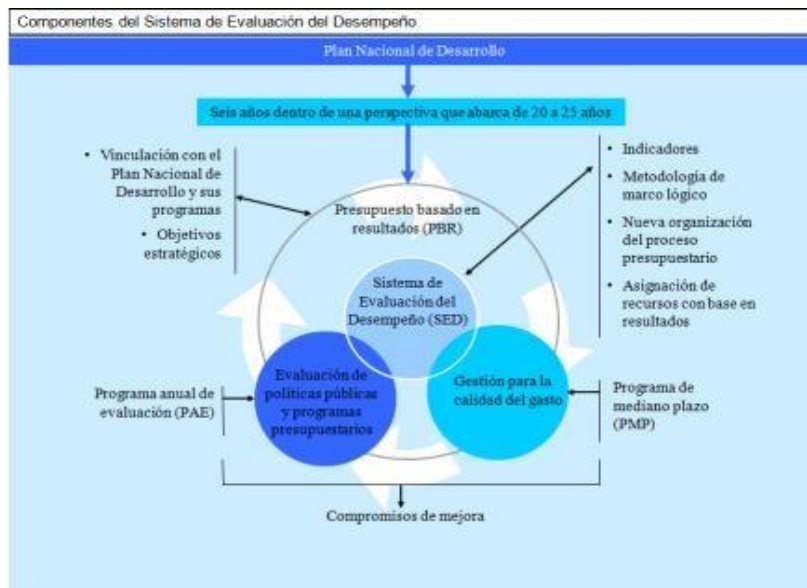 Componentes del Sistema de Evaluación del Desempeño
Plan Nacional de Desarrollo
Seis años dentro de una perspectiva que abarca de 20 a 25 años
• Vinculación con el
Plan Nacional de
Desarrollo y sus
programas
• Objetivos
estratégicos
Presupuesto basado en
resultados (PBR)
• Indicadores
• Metodología de
marco lógico
• Nueva organización
del proceso
presupuestario
• Asignación de
recursos con base en
resultados
Sistema de
Evaluación del
Desempeño (SED)
Programa anual de
evaluación (PAE)
Evaluación de
políticas públicas
y programas
presupuestarios
Gestión para la
calidad del gasto
Programa de
mediano plazo
(PMP)
Compromisos de mejora